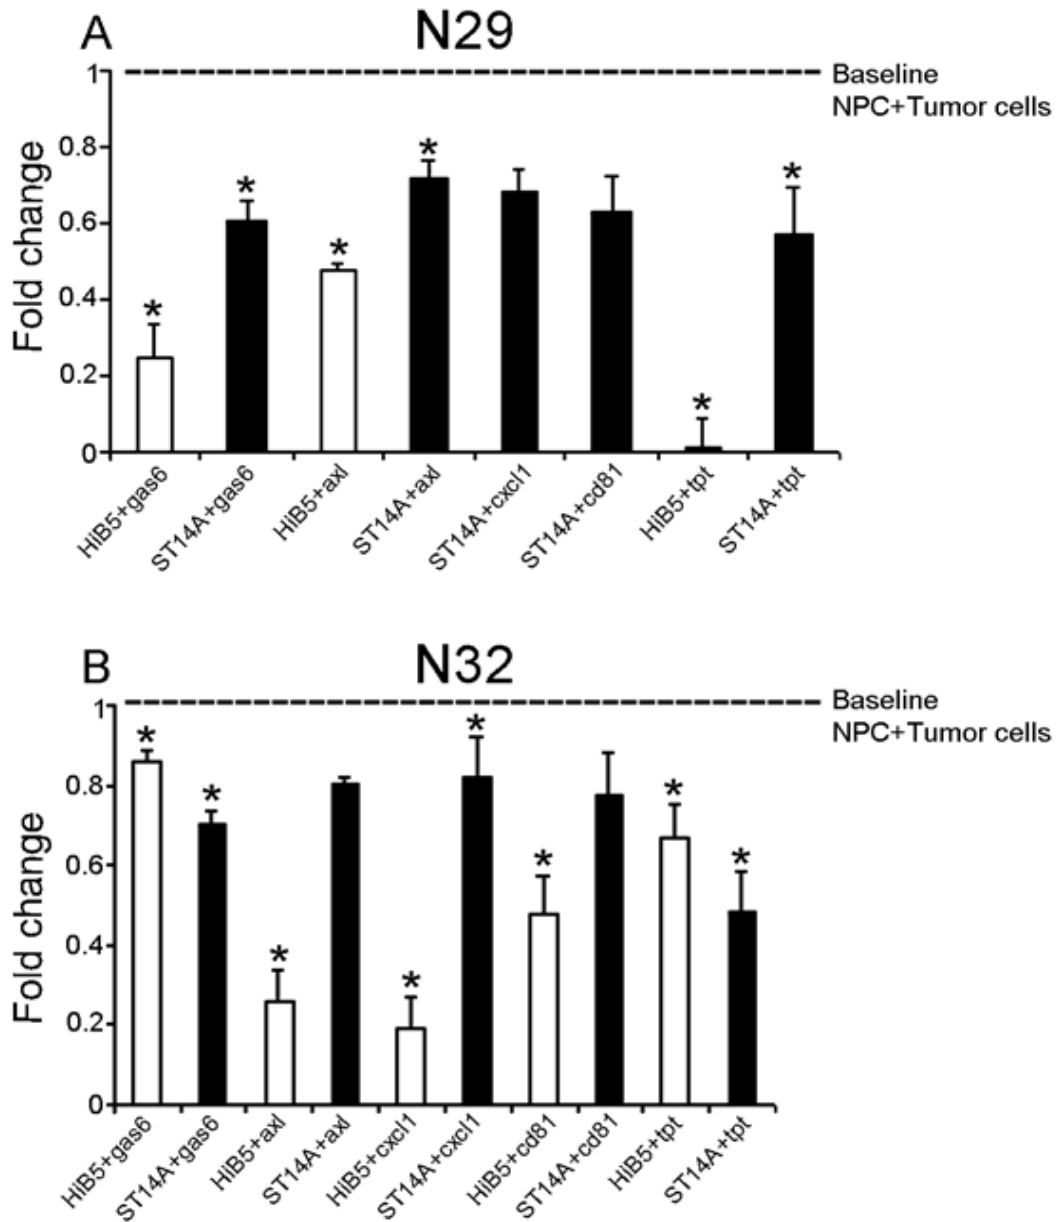 A
N29
1
Baseline
NPC+Tumor cells
0.8
0.6
0.4
0.2
0
Fold change
*
*
*
*
*
*
HiB5+gas6
ST14A+gas6
HiB5+axl
ST14A+axl
ST14A+cxcl1
ST14A+cd81
HiB5+tpt
ST14A+tpt
B
N32
1
Baseline
NPC+Tumor cells
0.8
0.6
0.4
0.2
0
Fold change
*
*
*
*
*
*
*
*
HiB5+gas6
ST14A+gas6
HiB5+axl
ST14A+axl
HiB5+cxcl1
ST14A+cxcl1
HiB5+cd81
ST14A+cd81
HiB5+tpt
ST14A+tpt